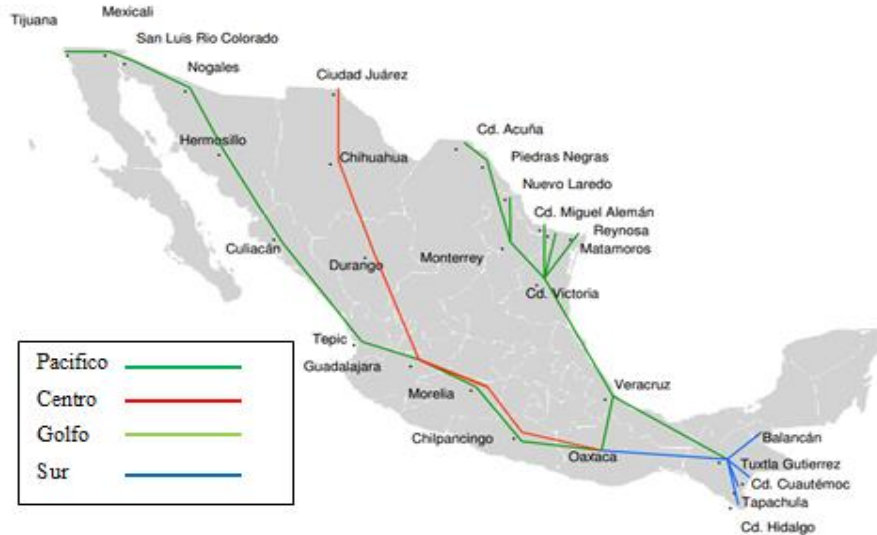 Mexicali
Tijuana
San Luis Rio Colorado
Nogales
Ciudad Juárez
Cd. Acuña
Hermosillo
Chihuahua
Piedras Negras
Nuevo Laredo
Cd. Miguel Alemán
Reynosa
Culiacán
Monterrey
Matamoros
Durango
Cd. Victoria
Tepic
Guadalajara
Morelia
Veracruz
Chilpancingo
Oaxaca
Balancán
Tuxtla Gutierrez
Cd. Cuautémoc
Tapachula
Cd. Hidalgo
Pacifico
Centro
Golfo
Sur